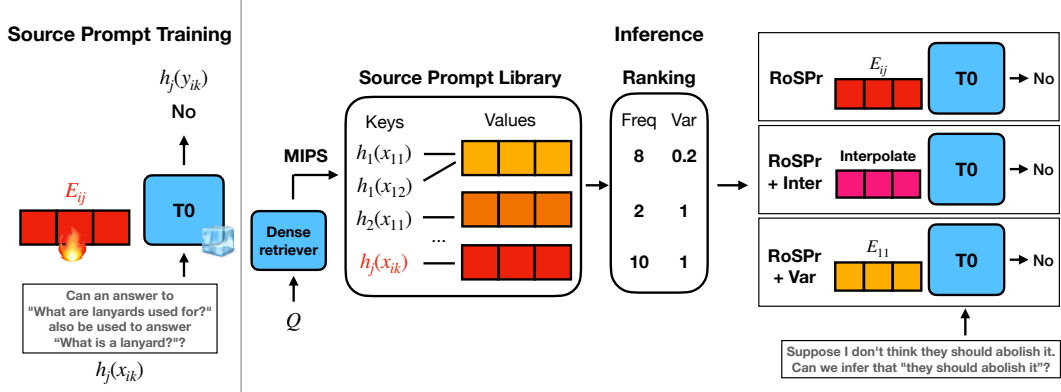 Source Prompt Training
h_j(y_ik)
No
E_ij
T0
Can an answer to
"What are lanyards used for?"
also be used to answer
"What is a lanyard?"?
h_j(x_ik)
Inference
MIPS
Dense
retriever
Q
Source Prompt Library
Keys Values
h_1(x_11)
h_1(x_12)
h_2(x_11)
...
h_j(x_ik)
Ranking
Freq Var
8 0.2
2 1
10 1
RoSPr
E_ij
T0
No
RoSPr
+ Inter
Interpolate
T0
No
RoSPr
+ Var
E_11
T0
No
Suppose I don't think they should abolish it.
Can we infer that "they should abolish it"?